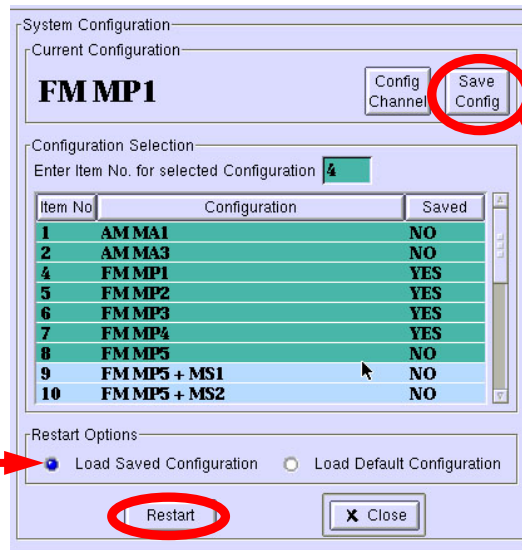 System Configuration
Current Configuration
FM MP1
Config Channel
Save Config
Configuration Selection
Enter Item No. for selected Configuration 4
Item No Configuration Saved
1 AM MA1 NO
2 AM MA3 NO
4 FM MP1 YES
5 FM MP2 YES
6 FM MP3 YES
7 FM MP4 YES
8 FM MP5 NO
9 FM MP5 + MS1 NO
10 FM MP5 + MS2 NO
Restart Options
Load Saved Configuration Load Default Configuration
Restart X Close